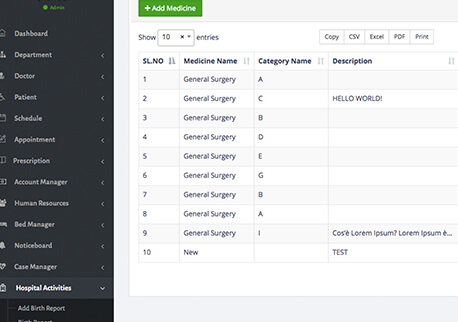 Admin
Dashboard
Department
Doctor
Patient
Schedule
Appointment
Prescription
Account Manager
Human Resources
Bed Manager
Noticeboard
Case Manager
Hospital Activities
Add Birth Report
Birth Report
+ Add Medicine
Show 10 × entries
Copy CSV Excel PDF Print
SL.NO Medicine Name Category Name Description
1 General Surgery A
2 General Surgery C HELLO WORLD!
3 General Surgery B
4 General Surgery D
5 General Surgery E
6 General Surgery G
7 General Surgery B
8 General Surgery A
9 General Surgery I Cos'è Lorem Ipsum? Lorem Ipsum è...
10 New TEST